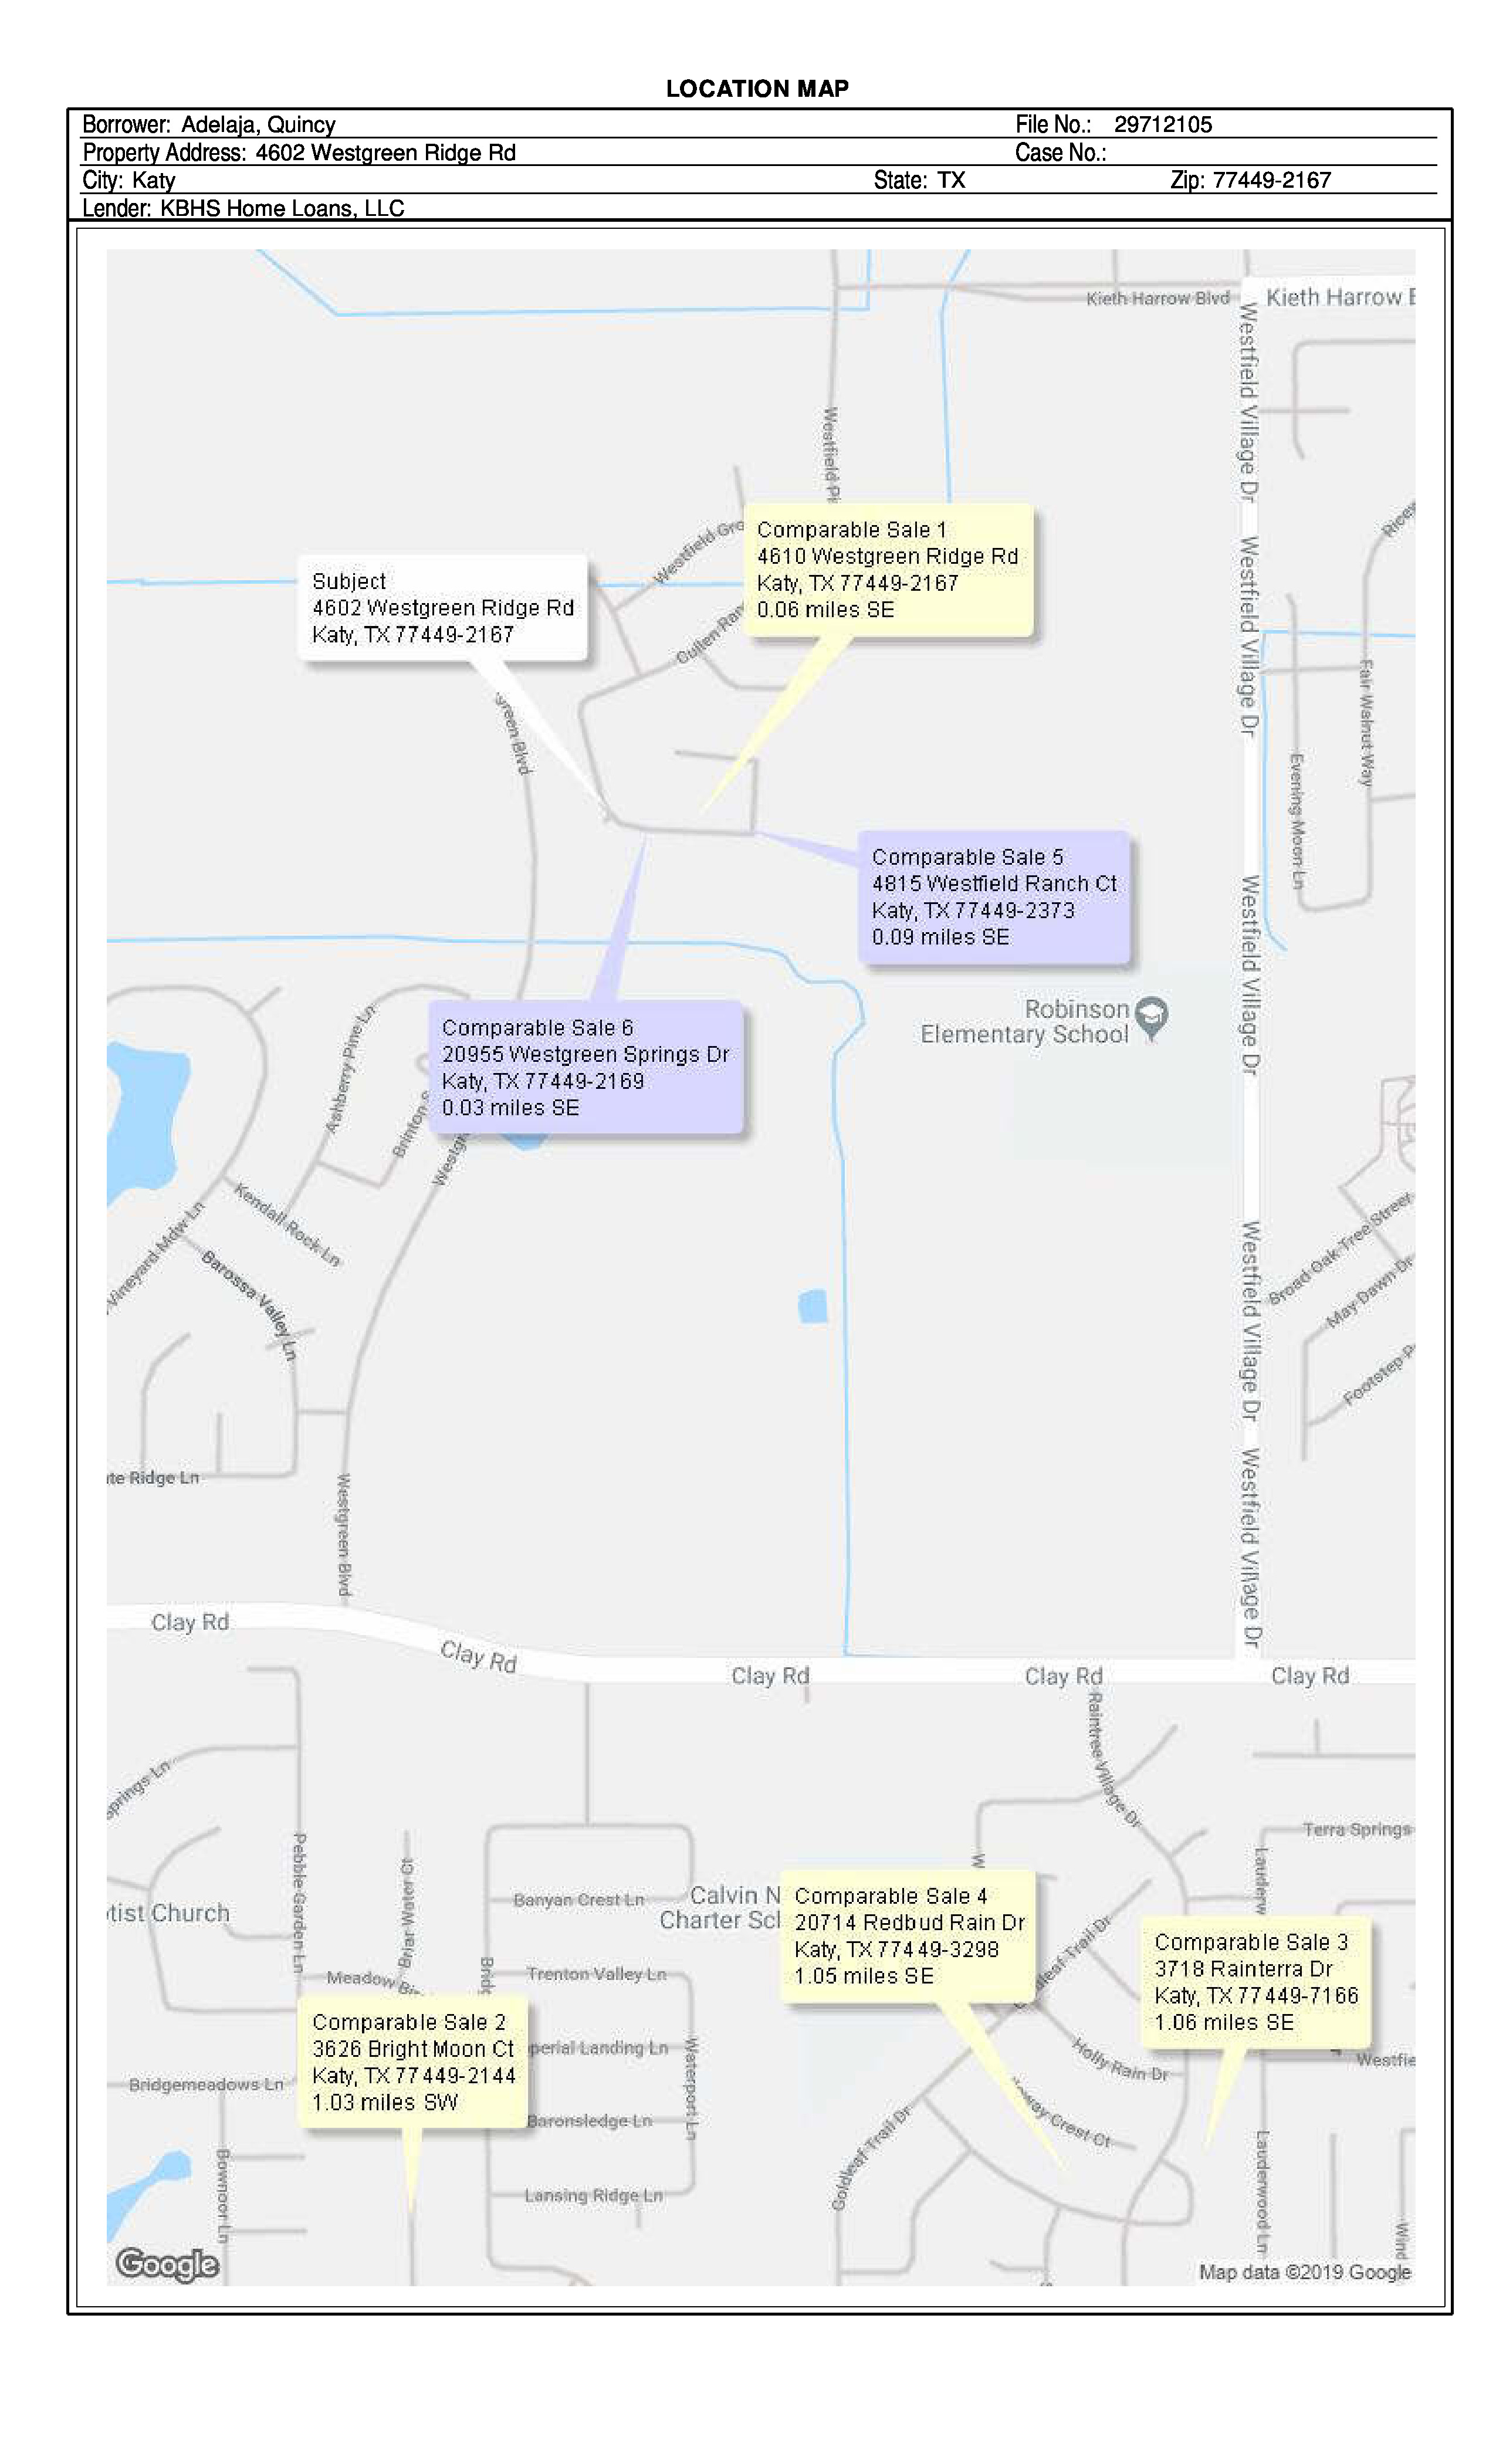 LOCATION MAP
Borrower: Adelaja, Quincy File No.: 29712105
Property Address: 4602 Westgreen Ridge Rd Case No.:
City: Katy State: TX Zip: 77449-2167
Lender: KBHS Home Loans, LLC
Kieth Harrow Blvd
Kieth Harrow B
Westfield Village Dr
Westfield Pi
Westfield Gro
Ricew
Comparable Sale 1
4610 Westgreen Ridge Rd
Katy, TX 77449-2167
0.06 miles SE
Subject
4602 Westgreen Ridge Rd
Katy, TX 77449-2167
Westfield Village Dr
Cullen Ran
Fair Walnut Way
green Blvd
Evening Moon Ln
Comparable Sale 5
4815 Westfield Ranch Ct
Katy, TX 77449-2373
0.09 miles SE
Westfield Village Dr
Robinson
Elementary School
Comparable Sale 6
20955 Westgreen Springs Dr
Katy, TX 77449-2169
0.03 miles SE
Ashberry Pine Ln
Brinton S
Westgr
Kendall Rock Ln
Vineyard Mdw Ln
Barossa Valley Ln
Westfield Village Dr
Broad Oak Tree Street
May Dawn Dr
Footstep P
te Ridge Ln
Westgreen Blvd
Westfield Village Dr
Clay Rd
Clay Rd
Clay Rd
Clay Rd
Clay Rd
Raintree Village Dr
prings Ln
Terra Springs
Pebble Garden Ln
Briar Water Ct
W
Lauderw
Banyan Crest Ln
Calvin N
Charter Scl
tist Church
Comparable Sale 4
20714 Redbud Rain Dr
Katy, TX 77449-3298
1.05 miles SE
leaf Trail Dr
Comparable Sale 3
3718 Rainterra Dr
Katy, TX 77449-7166
1.06 miles SE
Bridg
Trenton Valley Ln
Meadow Bir
Comparable Sale 2
3626 Bright Moon Ct
Katy, TX 77449-2144
1.03 miles SW
perial Landing Ln
Waterport Ln
Holly Rain Dr
Westfie
Bridgemeadows Ln
way Crest Ct
Baronsledge Ln
Goldleaf Trail Dr
Bownoor Ln
Lauderwood Ln
Lansing Ridge Ln
Wind
Google
Map data ©2019 Google